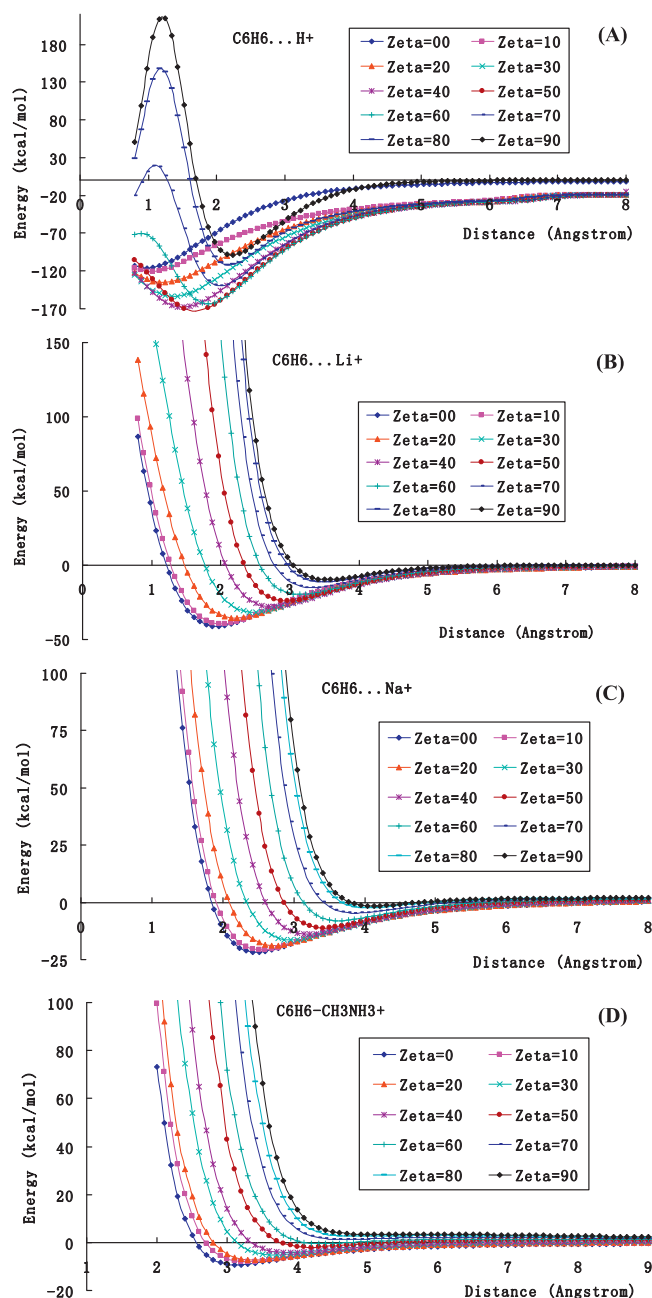 C6H6...H+
(A)
Energy (kcal/mol)
180
130
80
30
-20
-70
-120
-170
Zeta=00 Zeta=10
Zeta=20 Zeta=30
Zeta=40 Zeta=50
Zeta=60 Zeta=70
Zeta=80 Zeta=90
0 1 2 3 4 5 6 7 8
Distance (Angstrom)
C6H6...Li+
(B)
Energy (kcal/mol)
150
100
50
0
-50
Zeta=00 Zeta=10
Zeta=20 Zeta=30
Zeta=40 Zeta=50
Zeta=60 Zeta=70
Zeta=80 Zeta=90
0 1 2 3 4 5 6 7 8
Distance (Angstrom)
C6H6...Na+
(C)
Energy (kcal/mol)
100
75
50
25
0
-25
Zeta=00 Zeta=10
Zeta=20 Zeta=30
Zeta=40 Zeta=50
Zeta=60 Zeta=70
Zeta=80 Zeta=90
0 1 2 3 4 5 6 7 8
Distance (Angstrom)
C6H6-CH3NH3+
(D)
Energy (kcal/mol)
100
80
60
40
20
0
-20
Zeta=0 Zeta=10
Zeta=20 Zeta=30
Zeta=40 Zeta=50
Zeta=60 Zeta=70
Zeta=80 Zeta=90
1 2 3 4 5 6 7 8 9
Distance (Angstrom)